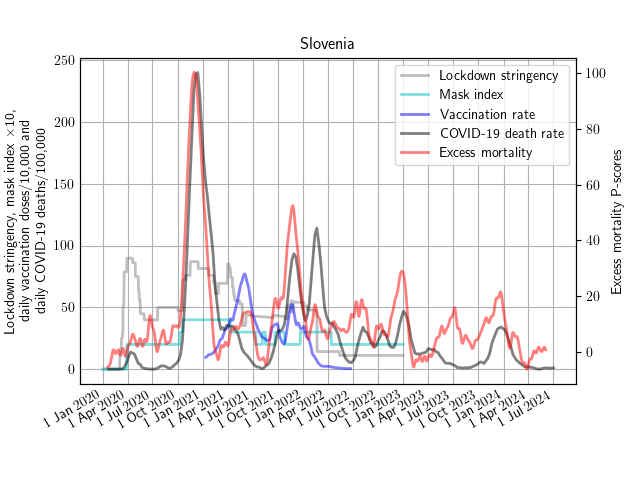 Slovenia
Lockdown stringency, mask index ×10,
daily vaccination doses/10,000 and
daily COVID-19 deaths/100,000
250
200
150
100
50
0
Lockdown stringency
Mask index
Vaccination rate
COVID-19 death rate
Excess mortality
100
80
60
40
20
0
Excess mortality P-scores
1 Jan 2020
1 Apr 2020
1 Jul 2020
1 Oct 2020
1 Jan 2021
1 Apr 2021
1 Jul 2021
1 Oct 2021
1 Jan 2022
1 Apr 2022
1 Jul 2022
1 Oct 2022
1 Jan 2023
1 Apr 2023
1 Jul 2023
1 Oct 2023
1 Jan 2024
1 Apr 2024
1 Jul 2024